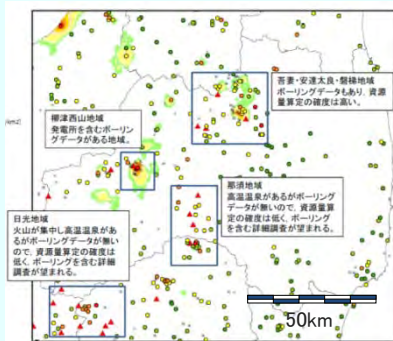 吾妻・安達太良・磐梯地域
ボーリングデータもあり、資源
量算定の確度は高い。
柳津西山地域
発電所を含むボーリン
グデータがある地域。
那須地域
高温温泉があるがボーリングデ
ータが無いので、資源量算定
の確度は低く、ボーリングを
含む詳細調査が望まれる。
日光地域
火山が集中し高温温泉があ
るがボーリングデータが無い
ので、資源量算定の確度は
低く、ボーリングを含む詳細
調査が望まれる。
50km